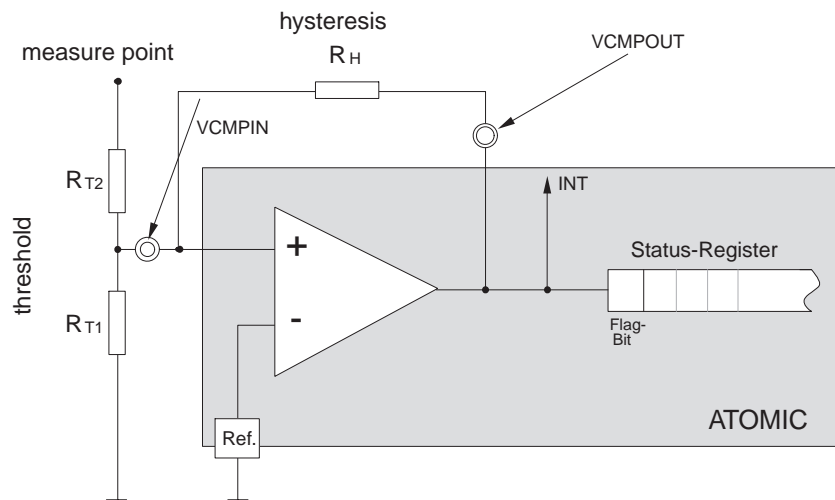 hysteresis
R H
VCMPOUT
measure point
VCMPIN
R T2
INT
threshold
+
Status-Register
R T1
-
Flag-
Bit
Ref.
ATOMIC